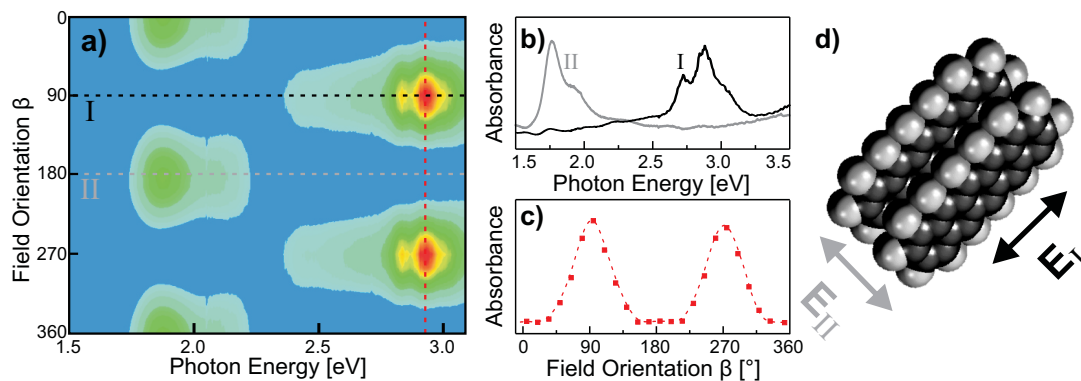 a)
Field Orientation β
0
90
180
270
360
I
II
1.5
2.0
2.5
3.0
Photon Energy [eV]
b)
Absorbance
II
I
1.5
2.0
2.5
3.0
3.5
Photon Energy [eV]
c)
Absorbance
0
90
180
270
360
Field Orientation β [°]
d)
E_I
E_II